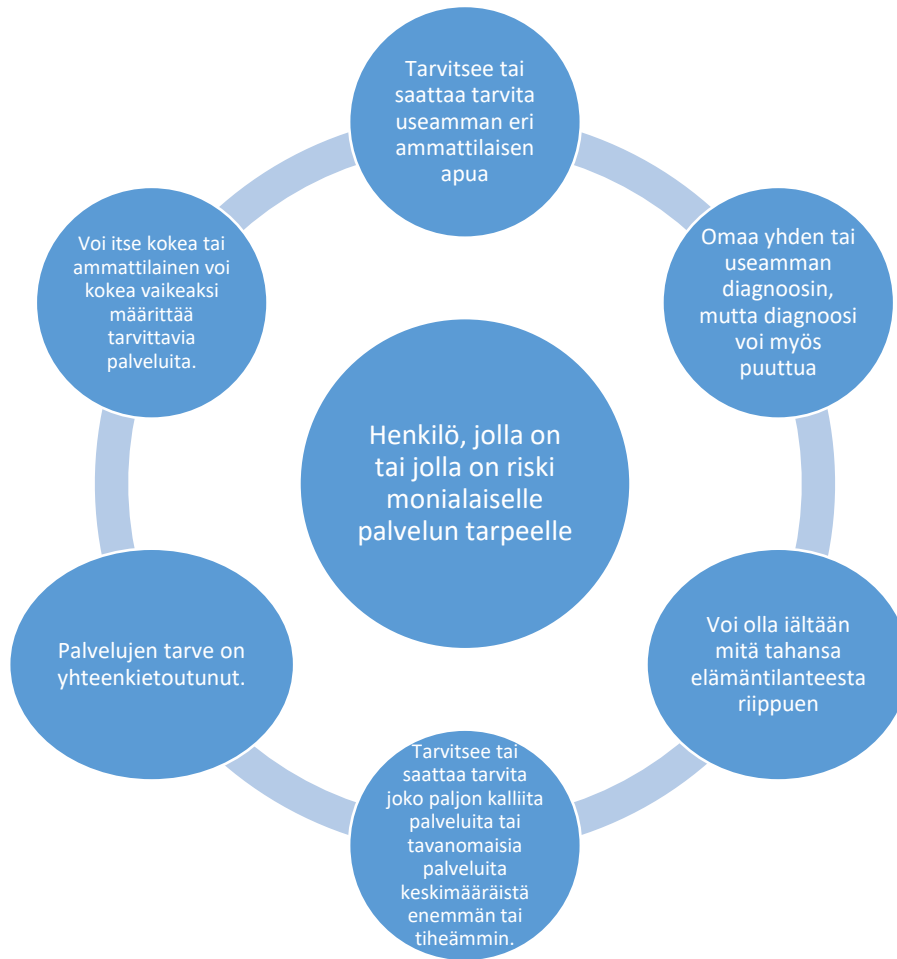 Tarvitsee tai
saattaa tarvita
useamman eri
ammattilaisen
apua
Omaa yhden tai
useamman
diagnoosin,
mutta diagnoosi
voi myös
puuttua
Voi olla iältään
mitä tahansa
elämäntilanteesta
riippuen
Tarvitsee tai
saattaa tarvita
joko paljon kalliita
palveluita tai
tavanomaisia
palveluita
keskimääräistä
enemmän tai
tiheämmin.
Palvelujen tarve on
yhteenkietoutunut.
Voi itse kokea tai
ammattilainen voi
kokea vaikeaksi
määrittää
tarvittavia
palveluita.
Henkilö, jolla on
tai jolla on riski
monialaiselle
palvelun tarpeelle